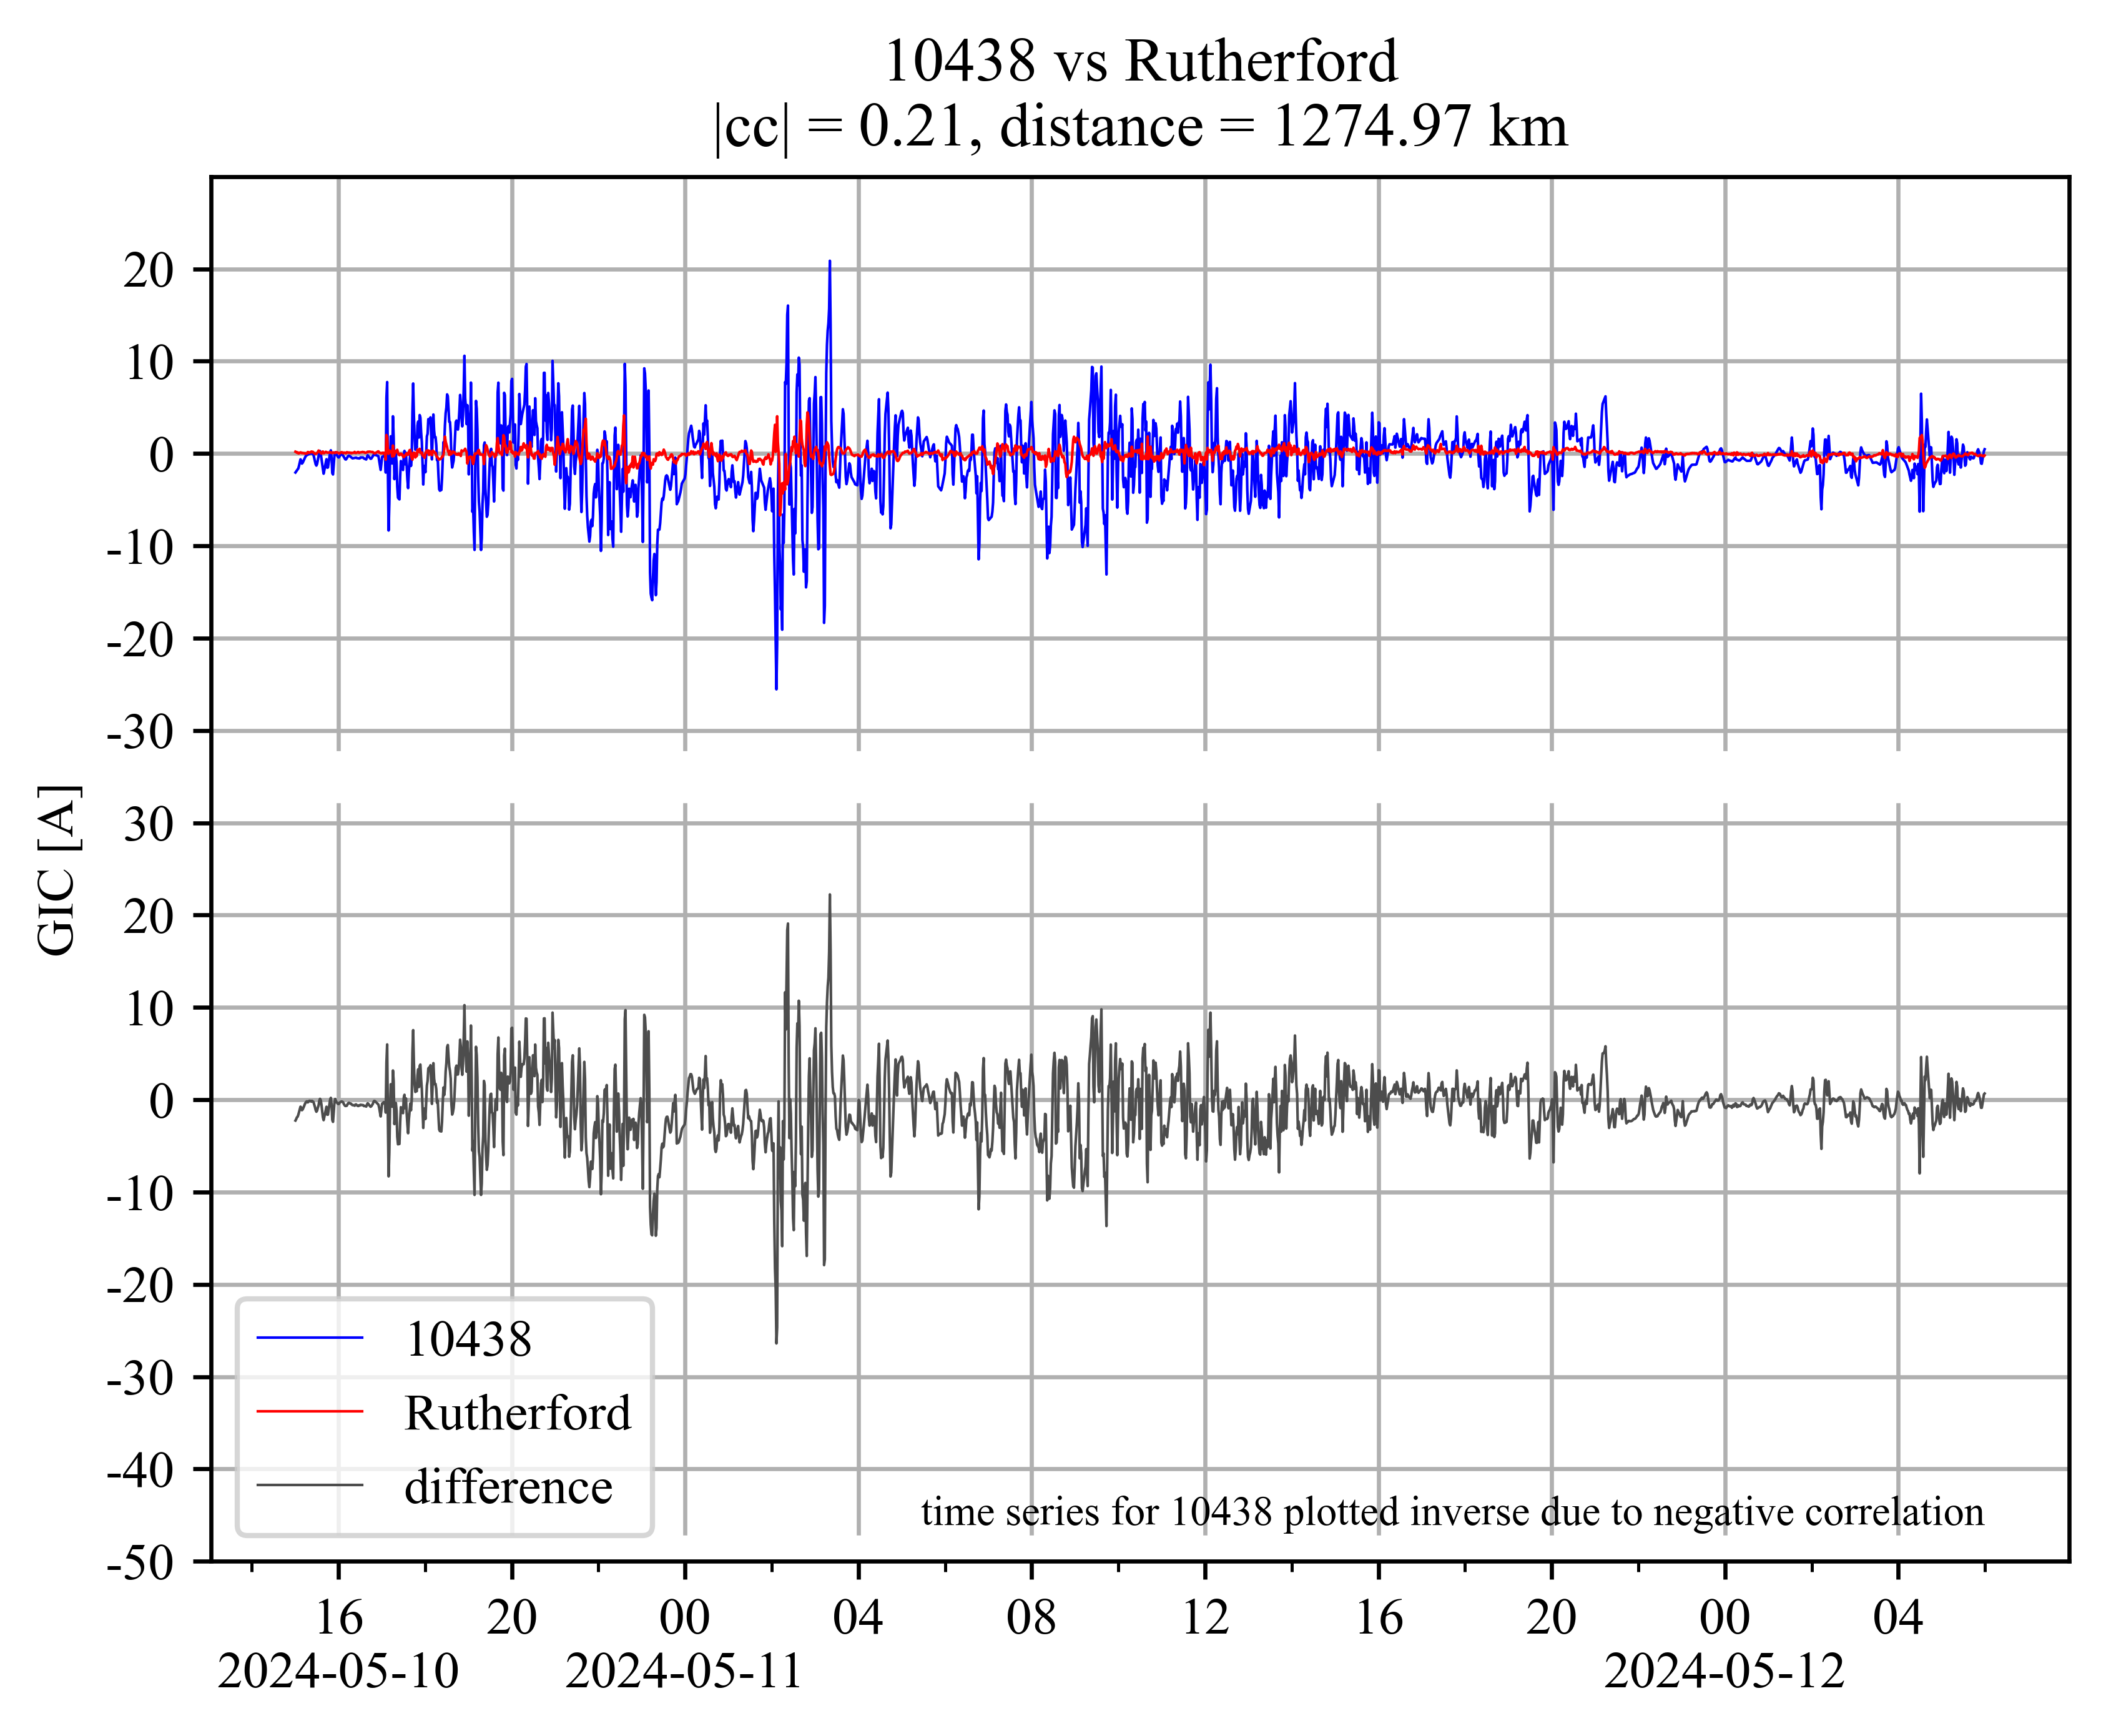 10438 vs Rutherford
|cc| = 0.21, distance = 1274.97 km
20
10
0
-10
-20
-30
30
20
10
0
-10
-20
-30
-40
-50
GIC [A]
10438
Rutherford
difference
time series for 10438 plotted inverse due to negative correlation
16 20 00 04 08 12 16 20 00 04
2024-05-10 2024-05-11 2024-05-12